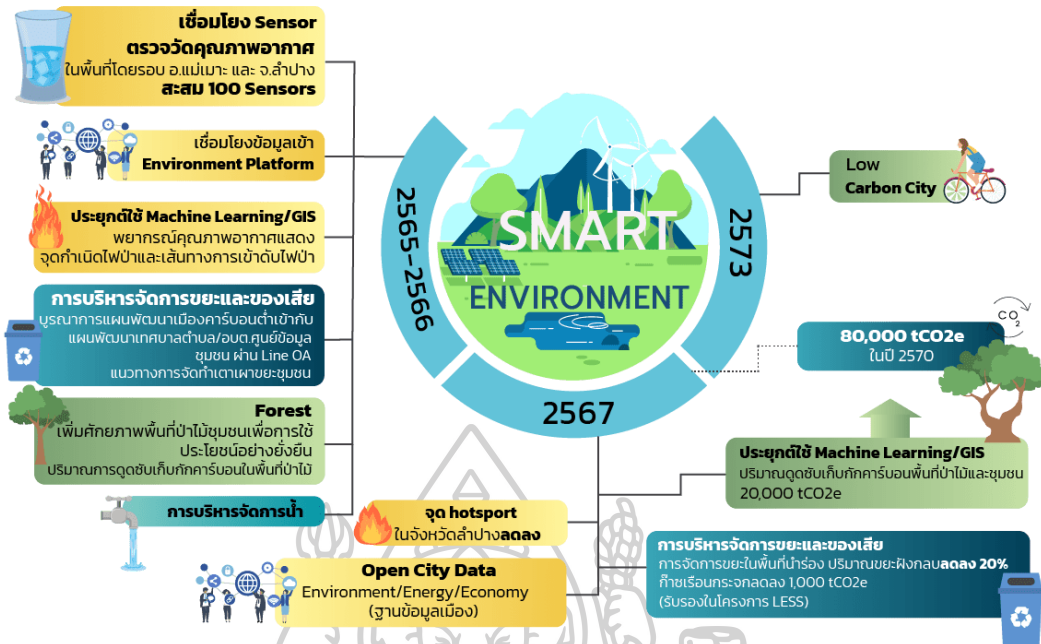 เชื่อมโยง Sensor
ตรวจวัดคุณภาพอากาศ
ในพื้นที่โดยรอบ อ.แม่เมาะ และ จ.ลำปาง
สะสม 100 Sensors
เชื่อมโยงข้อมูลเข้า
Environment Platform
ประยุกต์ใช้ Machine Learning/GIS
พยากรณ์คุณภาพอากาศแสดง
จุดกำเนิดไฟป่าและเส้นทางการเข้าดับไฟป่า
การบริหารจัดการขยะและของเสีย
บูรณาการแผนพัฒนาเมืองคาร์บอนต่ำเข้ากับ
แผนพัฒนาเทศบาลตำบล/อบต.ศูนย์ข้อมูล
ชุมชน ผ่าน Line OA
แนวทางการจัดทำเตาเผาขยะชุมชน
Forest
เพิ่มศักยภาพพื้นที่ป่าไม้ชุมชนเพื่อการใช้
ประโยชน์อย่างยั่งยืน
ปริมาณการดูดซับเก็บกักคาร์บอนในพื้นที่ป่าไม้
การบริหารจัดการน้ำ
2565-2566
SMART
ENVIRONMENT
2573
2567
Low
Carbon City
CO2
80,000 tCO2e
ในปี 2570
ประยุกต์ใช้ Machine Learning/GIS
ปริมาณดูดซับเก็บกักคาร์บอนพื้นที่ป่าไม้และชุมชน
20,000 tCO2e
จุด hotsport
ในจังหวัดลำปางลดลง
Open City Data
Environment/Energy/Economy
(ฐานข้อมูลเมือง)
การบริหารจัดการขยะและของเสีย
การจัดการขยะในพื้นที่นำร่อง ปริมาณขยะฝังกลบลดลง 20%
ก๊าซเรือนกระจกลดลง 1,000 tCO2e
(รับรองในโครงการ LESS)